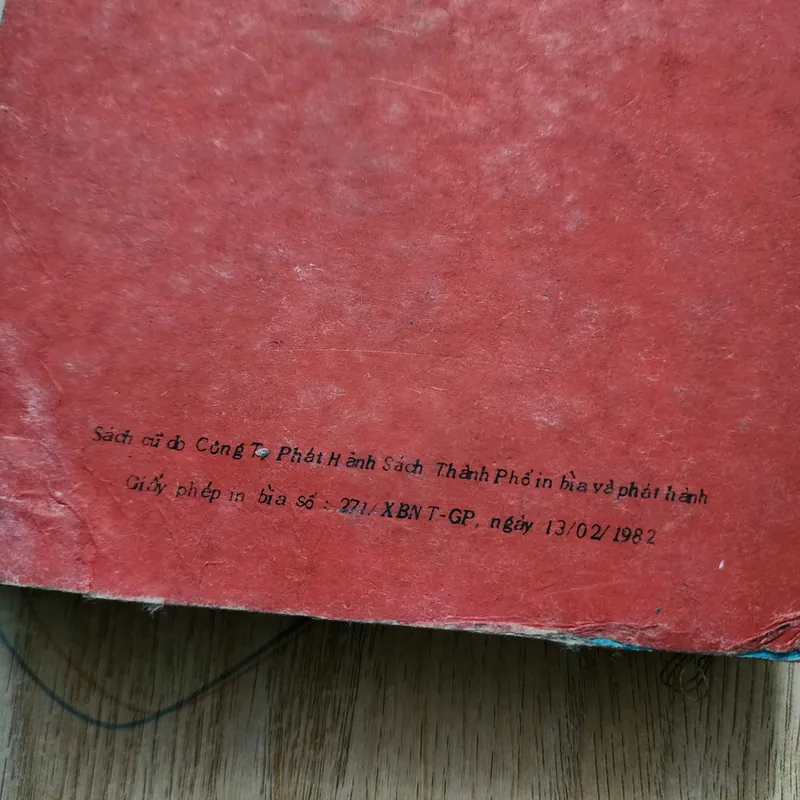 Sách cũ do Công Ty Phát Hành Sách Thành Phố in bìa và phát hành
Giấy phép in bìa số : 271/XBNT-GP, ngày 13/02/1982